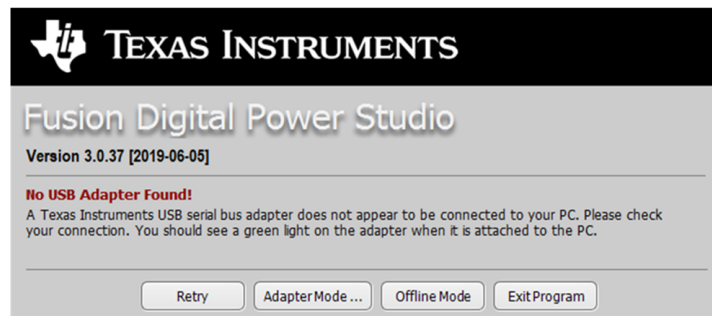 TEXAS INSTRUMENTS
Fusion Digital Power Studio
Version 3.0.37 [2019-06-05]
No USB Adapter Found!
A Texas Instruments USB serial bus adapter does not appear to be connected to your PC. Please check
your connection. You should see a green light on the adapter when it is attached to the PC.
Retry Adapter Mode ... Offline Mode Exit Program